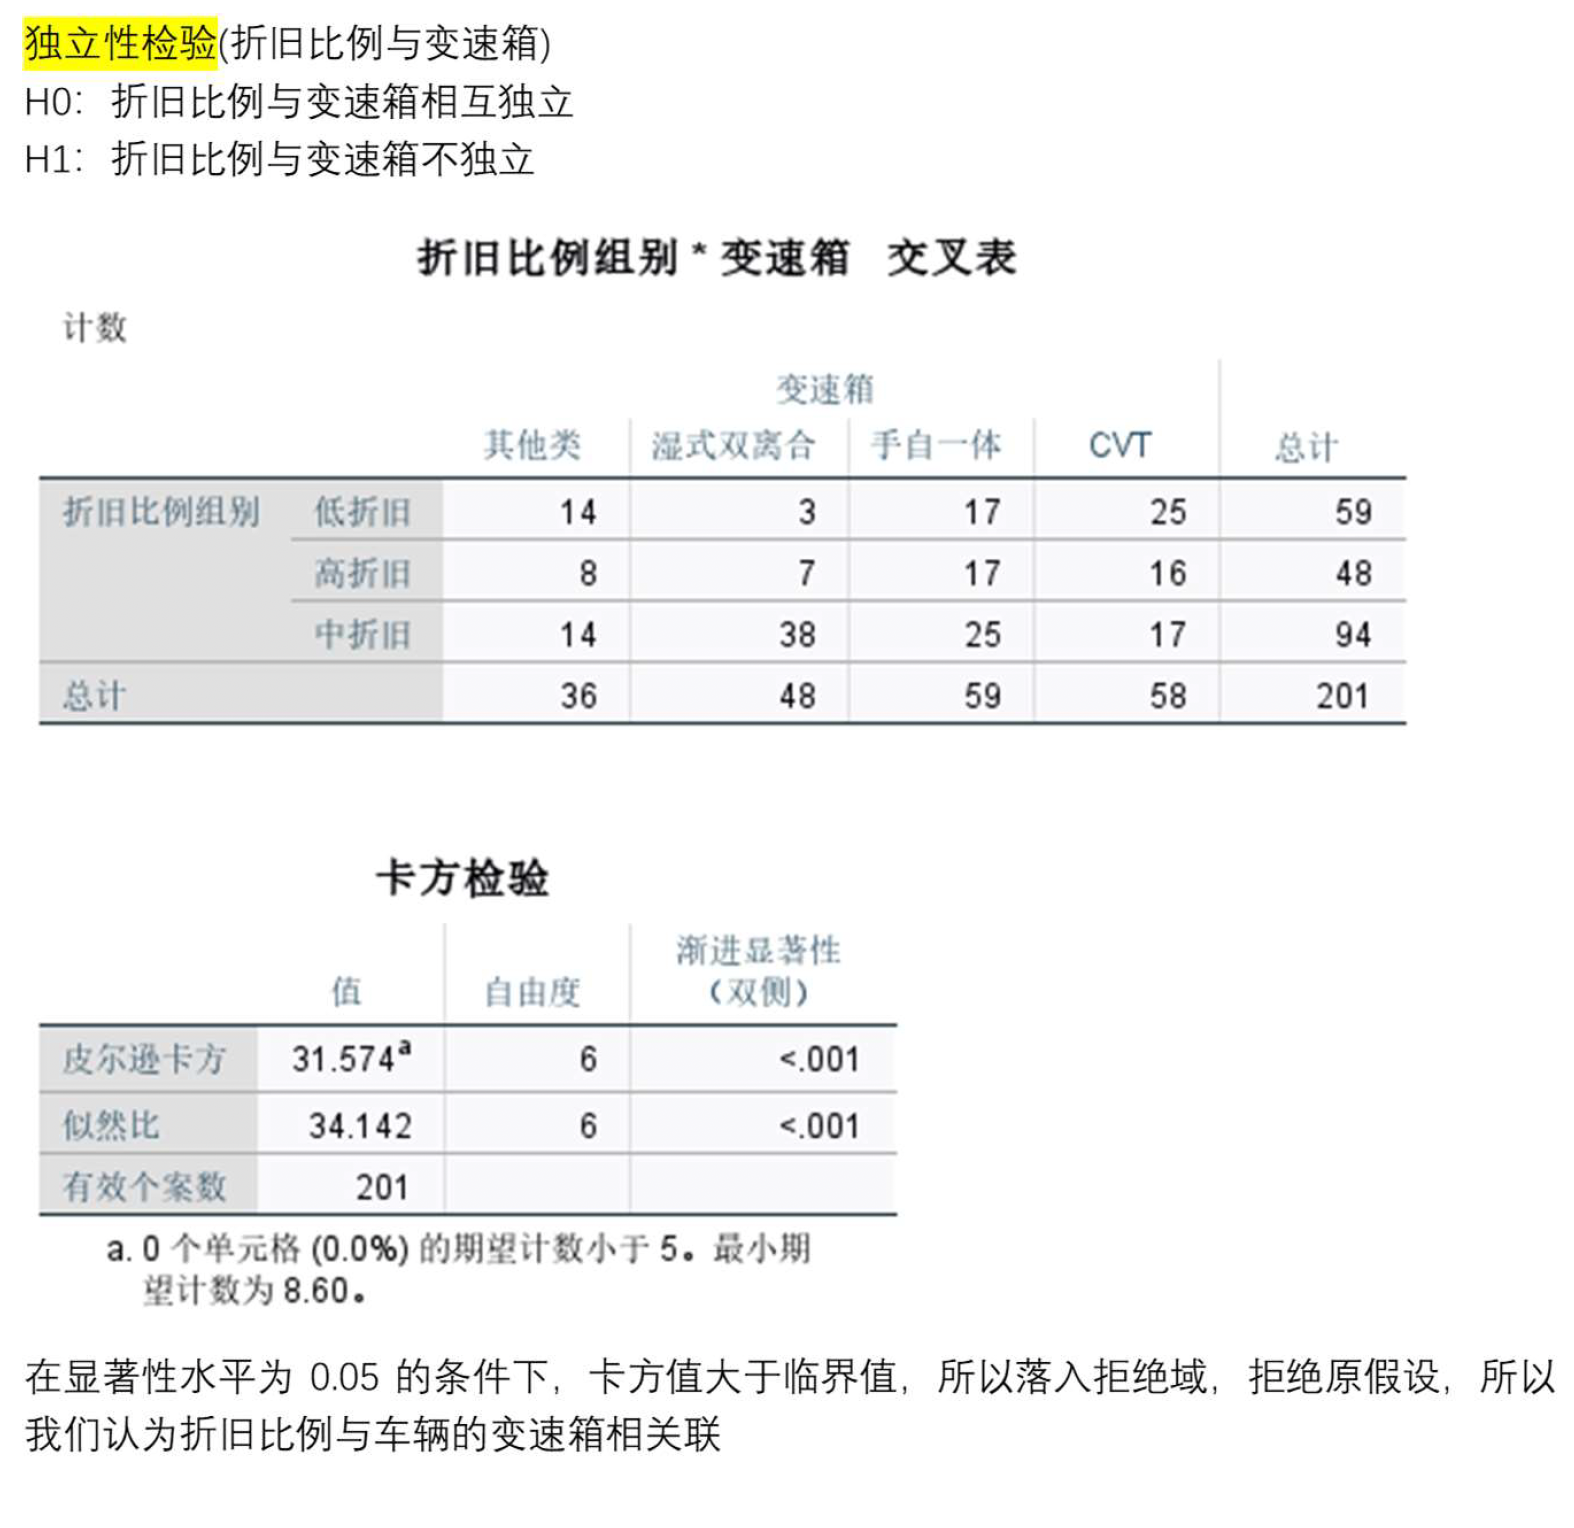 独立性检验(折旧比例与变速箱)
H0：折旧比例与变速箱相互独立
H1：折旧比例与变速箱不独立
折旧比例组别 * 变速箱 交叉表
计数
变速箱
其他类 湿式双离合 手自一体 CVT 总计
折旧比例组别 低折旧 14 3 17 25 59
高折旧 8 7 17 16 48
中折旧 14 38 25 17 94
总计 36 48 59 58 201
卡方检验
值 自由度 渐进显著性
（双侧）
皮尔逊卡方 31.574a 6 <.001
似然比 34.142 6 <.001
有效个案数 201
a. 0 个单元格 (0.0%) 的期望计数小于 5。最小期
望计数为 8.60。
在显著性水平为 0.05 的条件下，卡方值大于临界值，所以落入拒绝域，拒绝原假设，所以
我们认为折旧比例与车辆的变速箱相关联